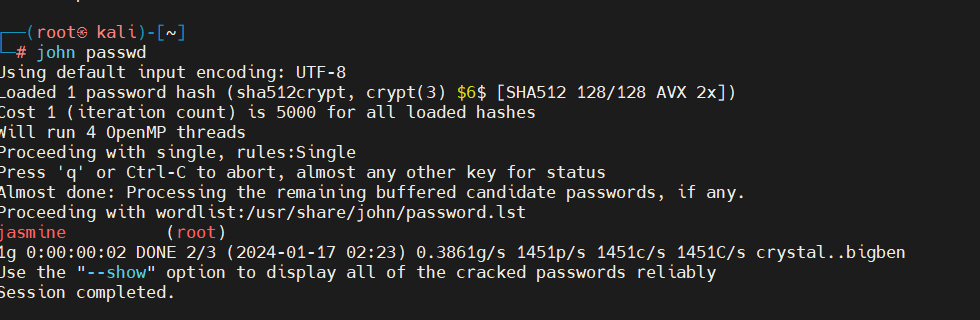 ┌──(root㉿ kali)-[~]
└─# john passwd
Using default input encoding: UTF-8
Loaded 1 password hash (sha512crypt, crypt(3) $6$ [SHA512 128/128 AVX 2x])
Cost 1 (iteration count) is 5000 for all loaded hashes
Will run 4 OpenMP threads
Proceeding with single, rules:Single
Press 'q' or Ctrl-C to abort, almost any other key for status
Almost done: Processing the remaining buffered candidate passwords, if any.
Proceeding with wordlist:/usr/share/john/password.lst
jasmine          (root)
1g 0:00:00:02 DONE 2/3 (2024-01-17 02:23) 0.3861g/s 1451p/s 1451c/s 1451C/s crystal..bigben
Use the "--show" option to display all of the cracked passwords reliably
Session completed.